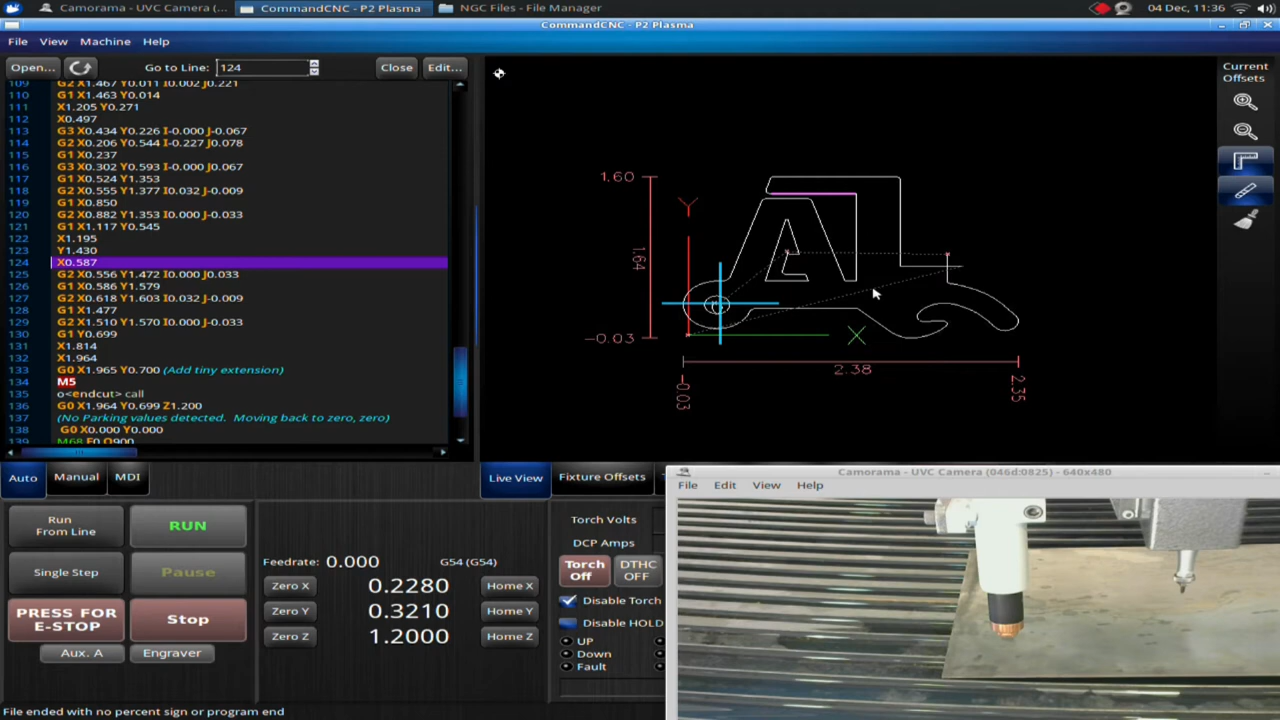 Camorama - UVC Camera (...
CommandCNC - P2 Plasma
NGC Files - File Manager
04 Dec, 11:36
CommandCNC - P2 Plasma
File View Machine Help
Open... Go to Line: 124 Close Edit...
109 G2 X1.467 Y0.011 I0.002 J0.221
110 G1 X1.463 Y0.014
111 X1.205 Y0.271
112 X0.497
113 G3 X0.434 Y0.226 I-0.000 J-0.067
114 G2 X0.206 Y0.544 I-0.227 J0.078
115 G1 X0.237
116 G3 X0.302 Y0.593 I-0.000 J0.067
117 G1 X0.524 Y1.353
118 G2 X0.555 Y1.377 I0.032 J-0.009
119 G1 X0.850
120 G2 X0.882 Y1.353 I0.000 J-0.033
121 G1 X1.117 Y0.545
122 X1.195
123 Y1.430
124 X0.587
125 G2 X0.556 Y1.472 I0.000 J0.033
126 G1 X0.586 Y1.579
127 G2 X0.618 Y1.603 I0.032 J-0.009
128 G1 X1.477
129 G2 X1.510 Y1.570 I0.000 J-0.033
130 G1 Y0.699
131 X1.814
132 X1.964
133 G0 X1.965 Y0.700 (Add tiny extension)
134 M5
135 o<endcut> call
136 G0 X1.964 Y0.699 Z1.200
137 (No Parking values detected. Moving back to zero, zero)
138 G0 X0.000 Y0.000
139 M68 E0 Q900
Current
Offsets
1.60
Y
1.64
-0.03
X
2.38
-0.03
2.35
Auto Manual MDI
Live View Fixture Offsets
Run
From Line
RUN
Single Step
Pause
PRESS FOR
E-STOP
Stop
Aux. A
Engraver
Feedrate: 0.000 G54 (G54)
Zero X 0.2280 Home X
Zero Y 0.3210 Home Y
Zero Z 1.2000 Home Z
Torch Volts
DCP Amps
Torch
Off
DTHC
OFF
Disable Torch
Disable HOLD
UP
Down
Fault
Camorama - UVC Camera (046d:0825) - 640x480
File Edit View Help
File ended with no percent sign or program end